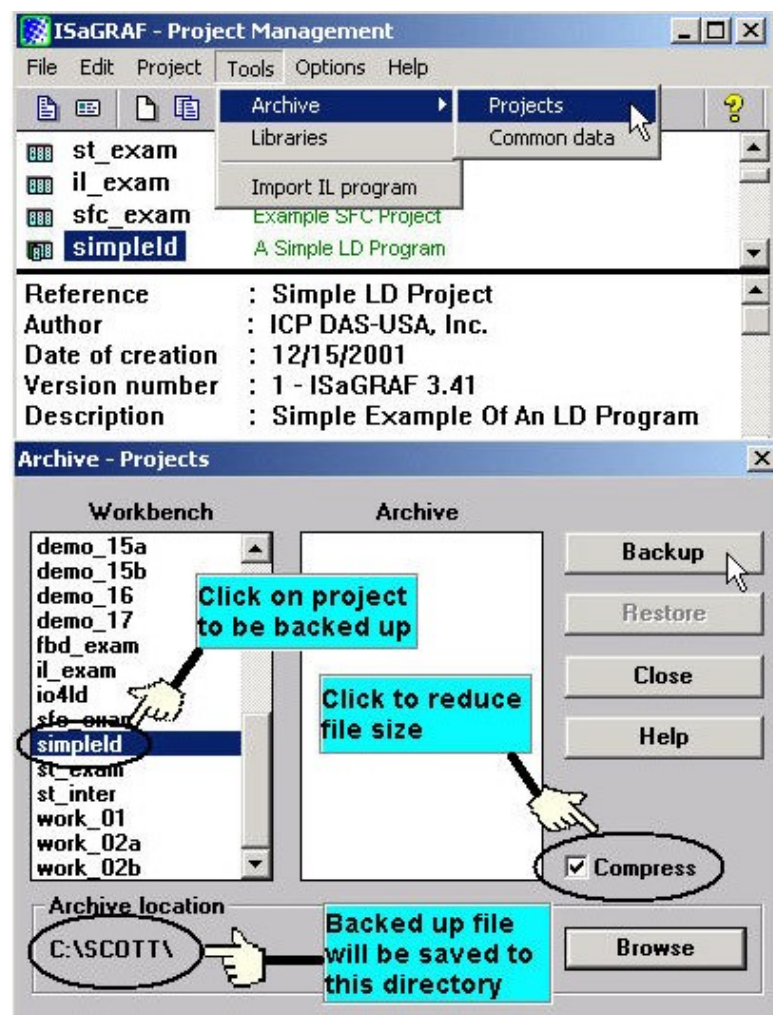 ISaGRAF - Project Management
File Edit Project Tools Options Help
Archive
Projects
Libraries
Common data
Import IL program
st_exam
il_exam
sfc_exam Example SFC Project
simpleld A Simple LD Program
Reference : Simple LD Project
Author : ICP DAS-USA, Inc.
Date of creation : 12/15/2001
Version number : 1 - ISaGRAF 3.41
Description : Simple Example Of An LD Program
Archive - Projects
Workbench
Archive
demo_15a
demo_15b
demo_16
demo_17
fbd_exam
il_exam
io4ld
sfc_exam
simpleld
st_exam
st_inter
work_01
work_02a
work_02b
Click on project
to be backed up
Click to reduce
file size
Backup
Restore
Close
Help
Compress
Archive location
C:\SCOTT\
Backed up file
will be saved to
this directory
Browse